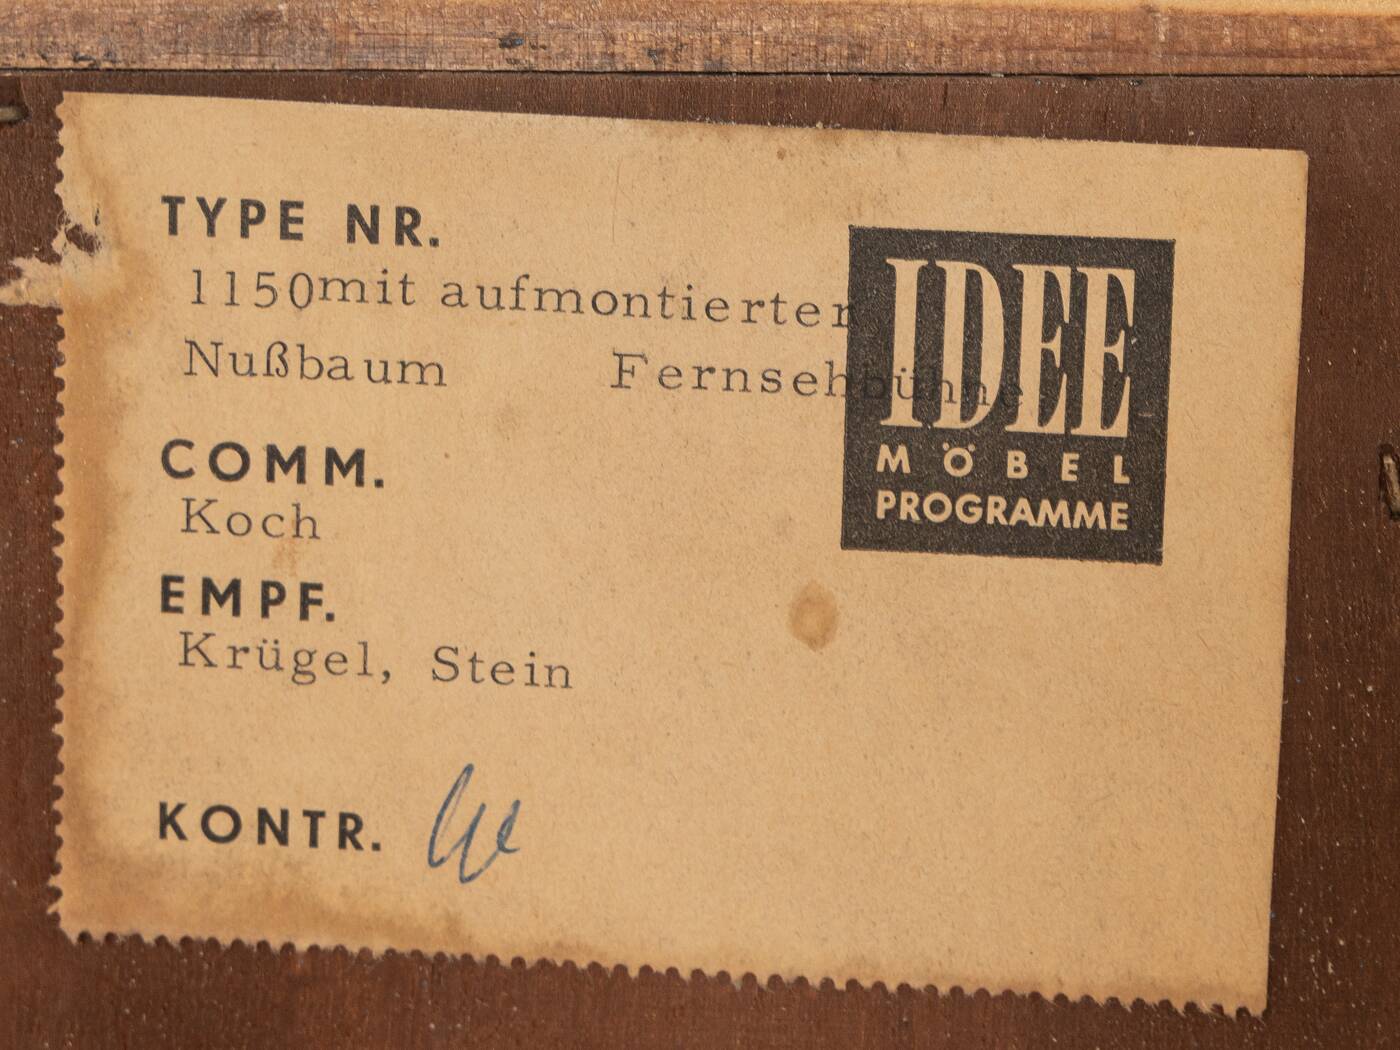 TYPE NR.
1150mit aufmontierter
Nußbaum Fernsehbühne
COMM.
Koch
EMPF.
Krügel, Stein
KONTR.
IDEE
MÖBEL
PROGRAMME